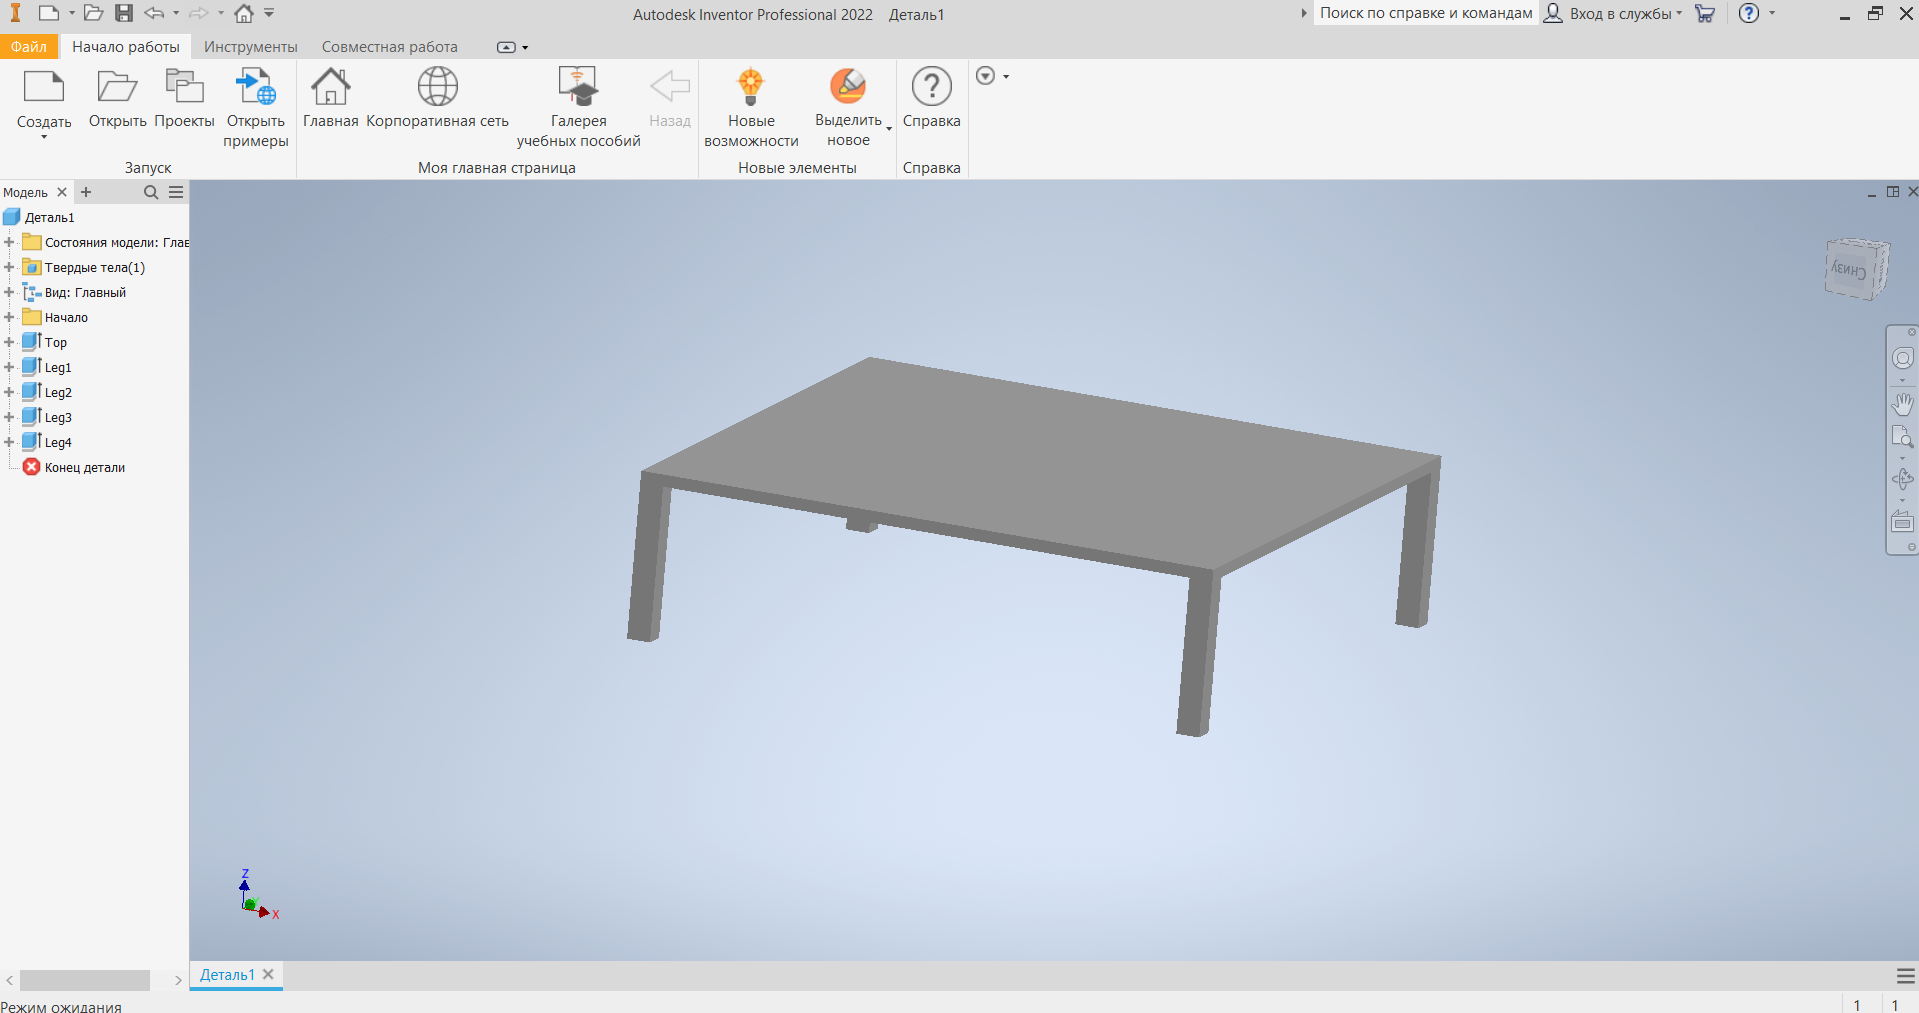 Autodesk Inventor Professional 2022 Деталь1
Поиск по справке и командам
Вход в службы
Файл
Начало работы
Инструменты
Совместная работа
Создать
Открыть
Проекты
Открыть
примеры
Главная
Корпоративная сеть
Галерея
учебных пособий
Назад
Новые
возможности
Выделить
новое
Справка
Запуск
Моя главная страница
Новые элементы
Справка
Модель
Деталь1
Состояния модели: Глав
Твердые тела(1)
Вид: Главный
Начало
Top
Leg1
Leg2
Leg3
Leg4
Конец детали
Снизу
Z
X
Деталь1
Режим ожидания
1 1